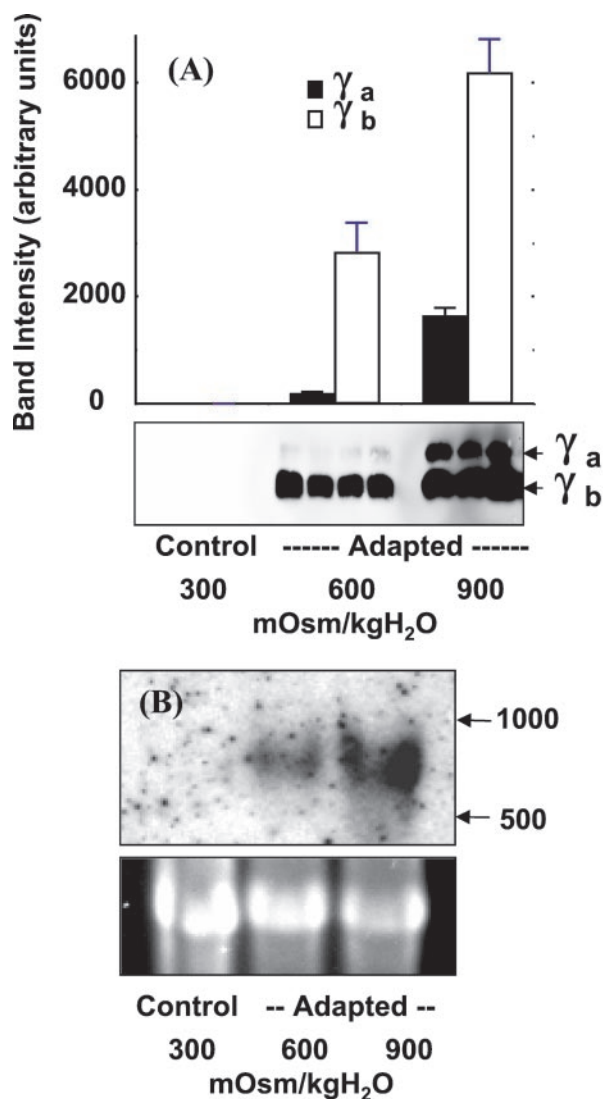 Band Intensity (arbitrary units)
6000
4000
2000
0
(A)
γ a
γ b
γ a
γ b
Control ------ Adapted ------
300 600 900
mOsm/kgH₂O
(B)
1000
500
Control -- Adapted --
300 600 900
mOsm/kgH₂O